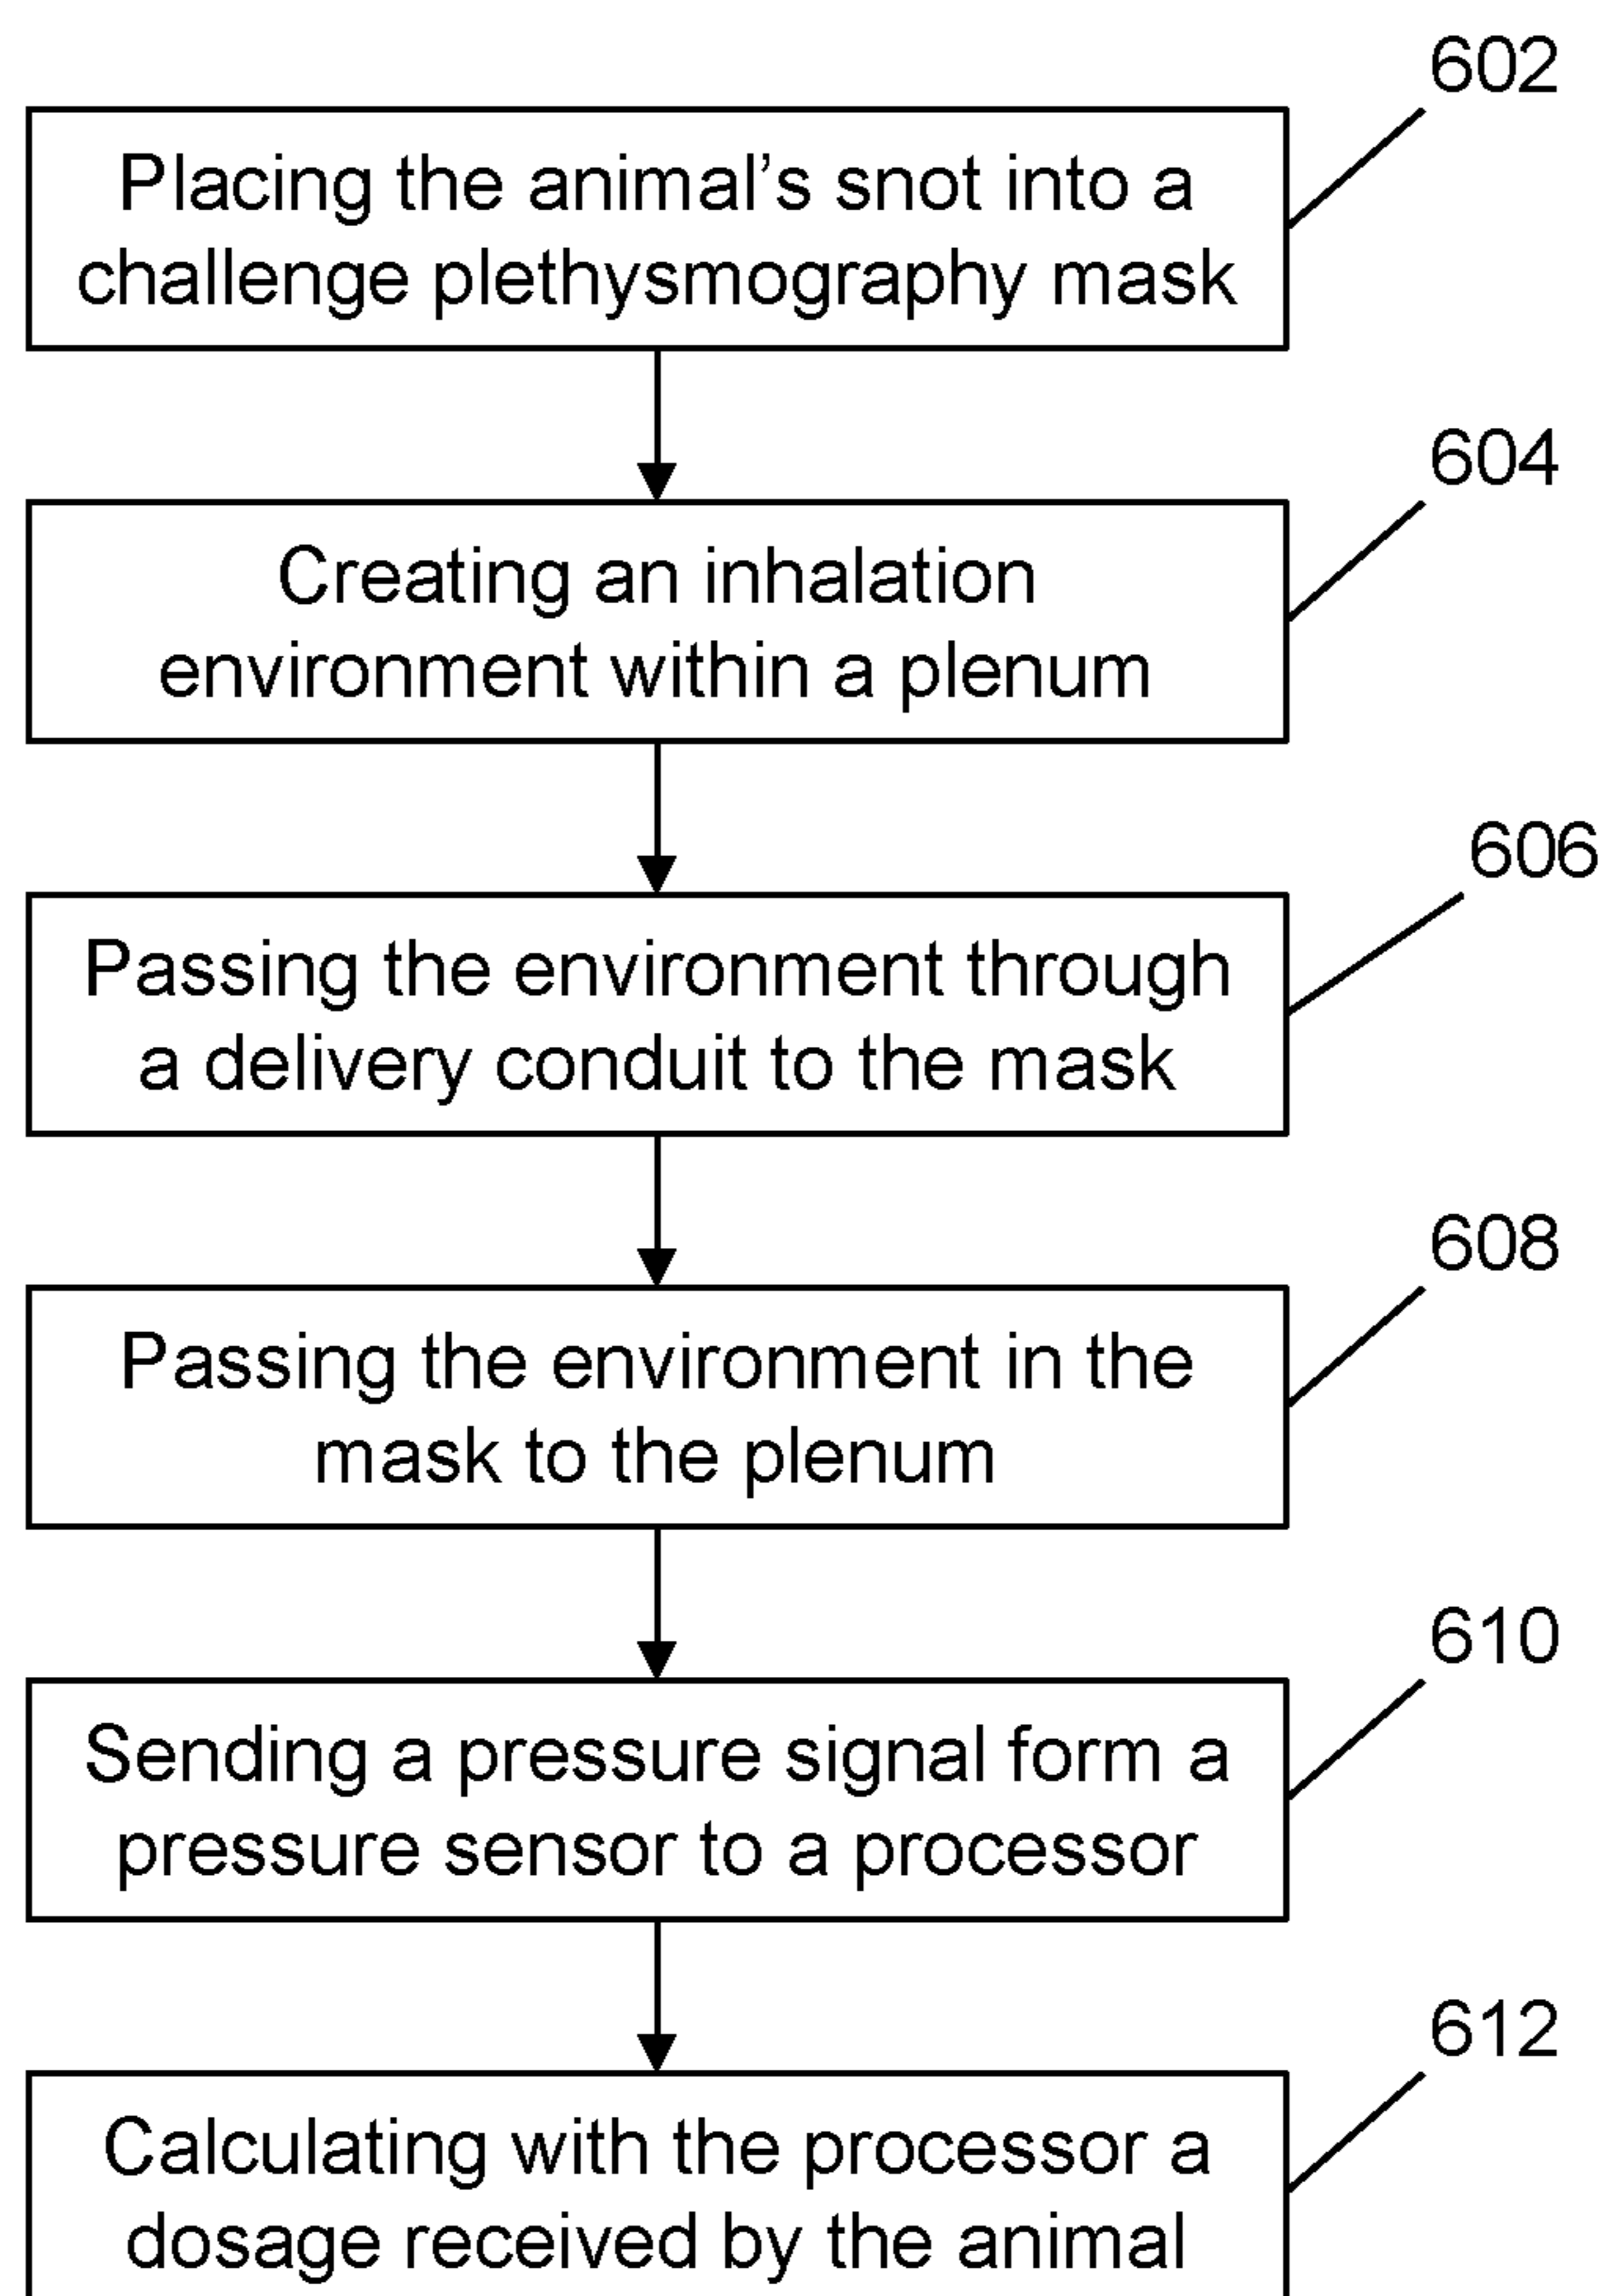 602
Placing the animal’s snot into a
challenge plethysmography mask
604
Creating an inhalation
environment within a plenum
606
Passing the environment through
a delivery conduit to the mask
608
Passing the environment in the
mask to the plenum
610
Sending a pressure signal form a
pressure sensor to a processor
612
Calculating with the processor a
dosage received by the animal